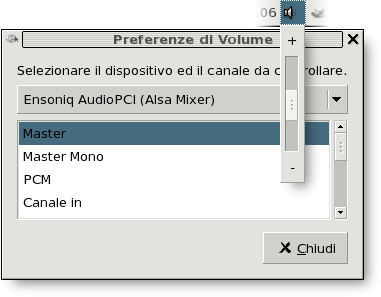 06
Preferenze di Volume
+
Selezionare il dispositivo ed il canale da c rollare.
Ensoniq AudioPCI (Alsa Mixer)
Master
Master Mono
PCM
Canale in
-
Chiudi